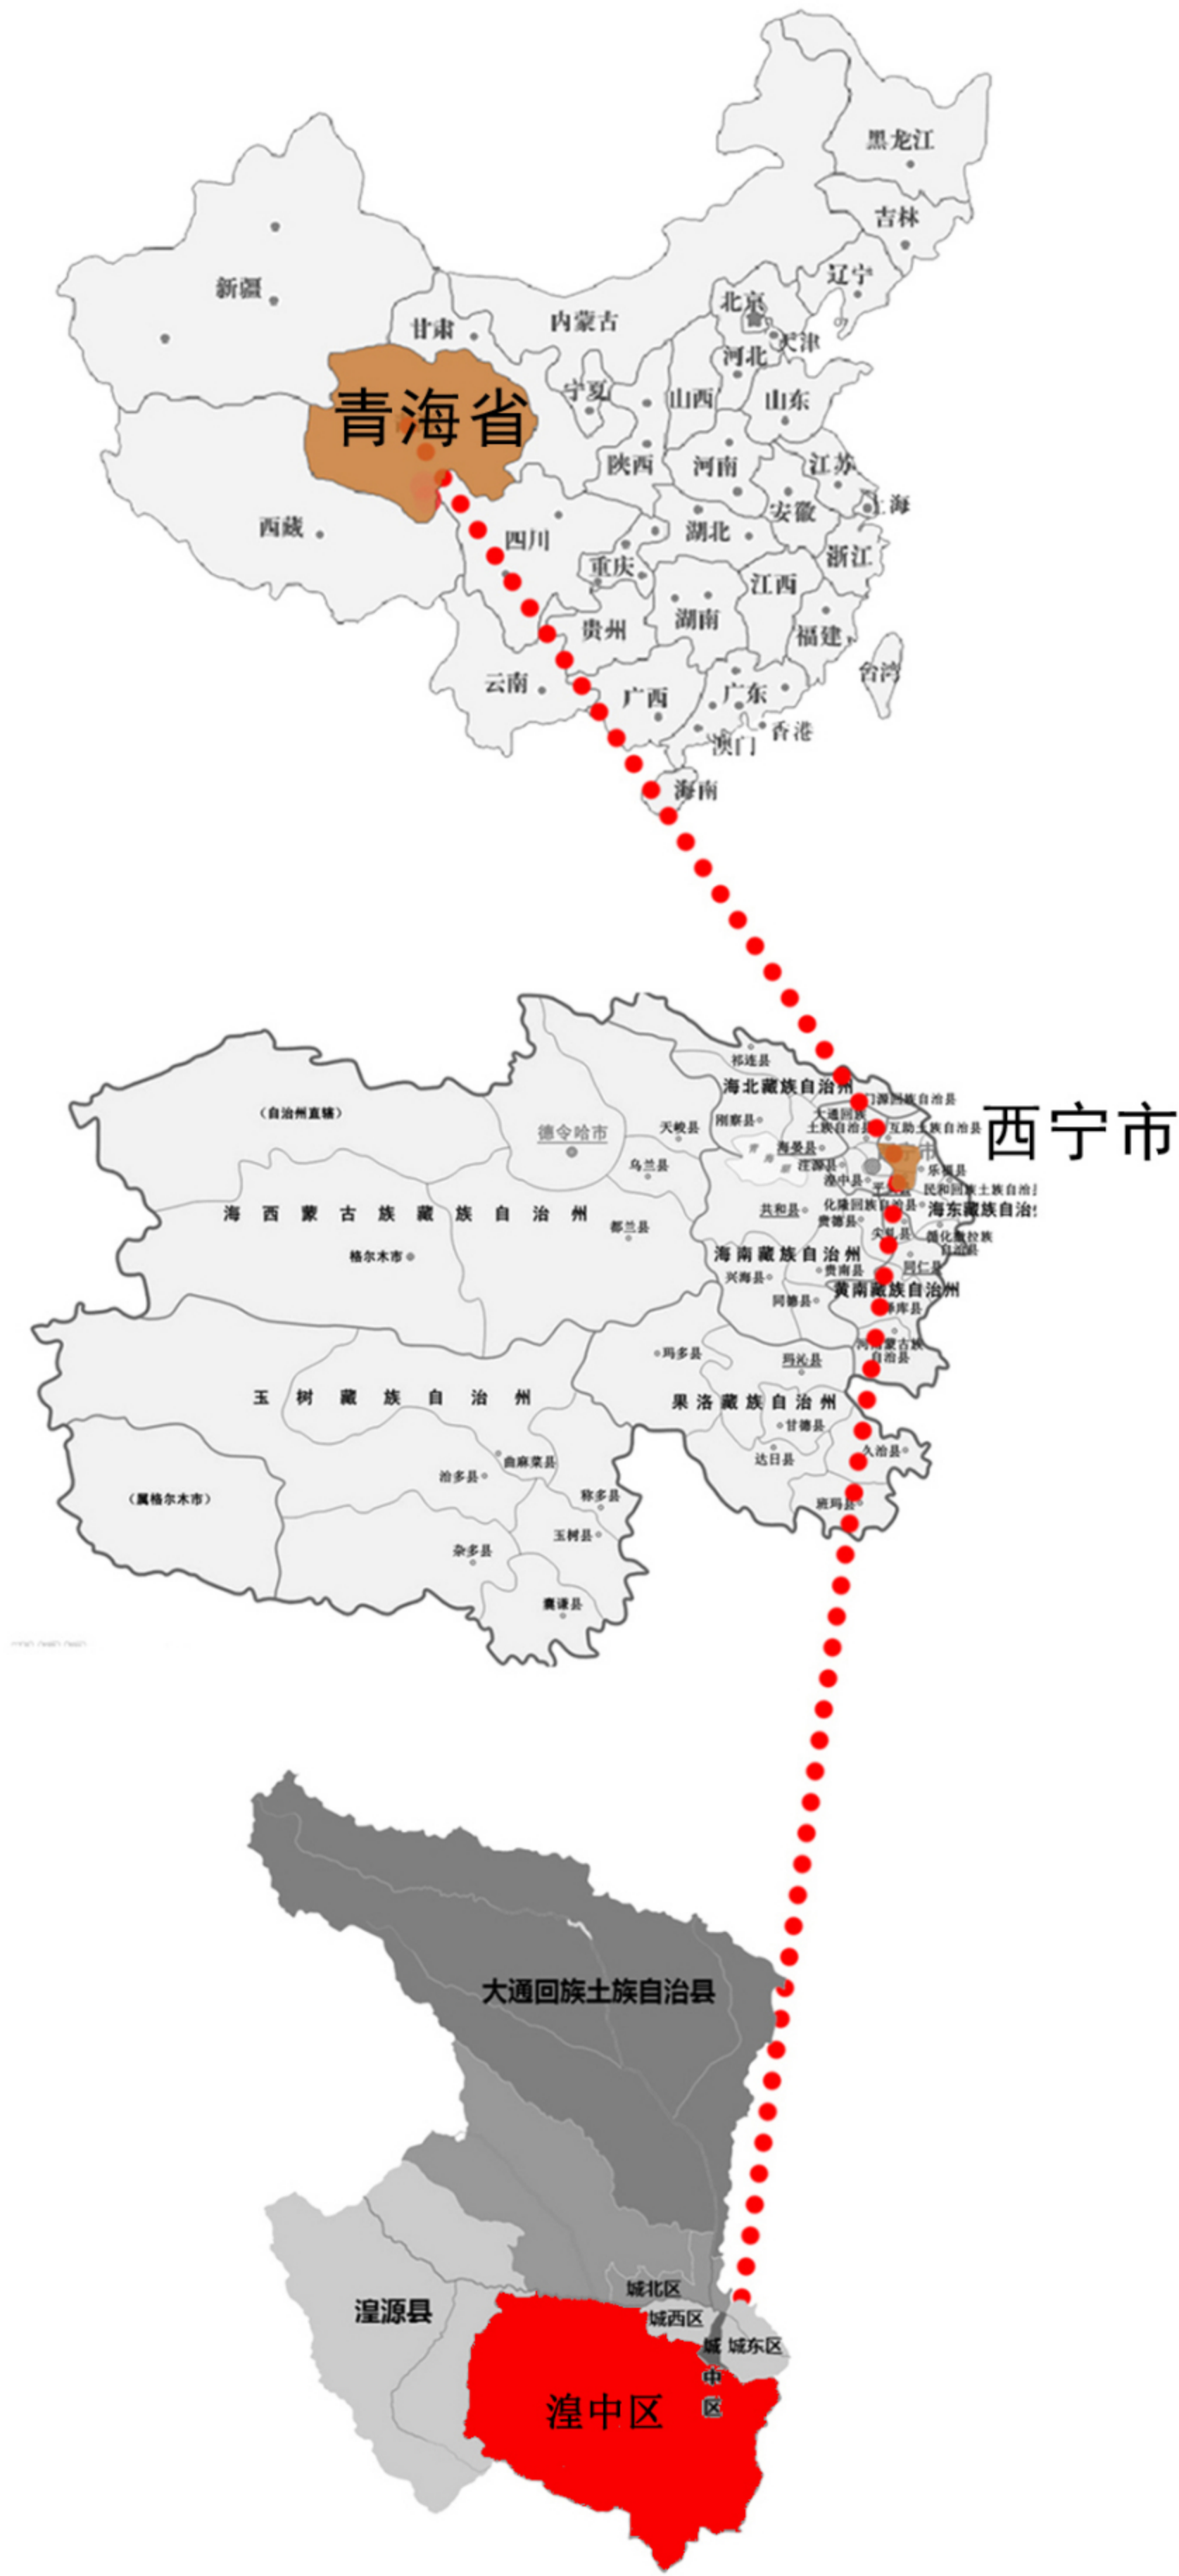 黑龙江
吉林
辽宁
新疆
北京
内蒙古
甘肃
天津
河北
宁夏
山西
山东
青海省
陕西
河南
江苏
上海
安徽
西藏
四川
湖北
浙江
重庆
江西
湖南
贵州
福建
台湾
云南
广西
广东
香港
澳门
海南
祁连县
海北藏族自治州
门源回族自治县
(自治州直辖)
大通回族
土族自治县
刚察县
互助土族自治县
西宁市
德令哈市
天峻县
海晏县
湟源县
乐都县
乌兰县
湟中县
民和回族土族自治
海西蒙古族藏族自治州
共和县
化隆回族自治县
海东藏族自治
贵德县
都兰县
尖扎县
循化撒拉族
自治县
格尔木市
海南藏族自治州
同仁县
兴海县
贵南县
黄南藏族自治州
同德县
泽库县
河南蒙古族
自治县
玛多县
玛沁县
玉树藏族自治州
果洛藏族自治州
甘德县
久治县
达日县
曲麻菜县
治多县
(属格尔木市)
称多县
班玛县
玉树县
杂多县
囊谦县
大通回族土族自治县
城北区
湟源县
城西区
城中区
城东区
湟中区